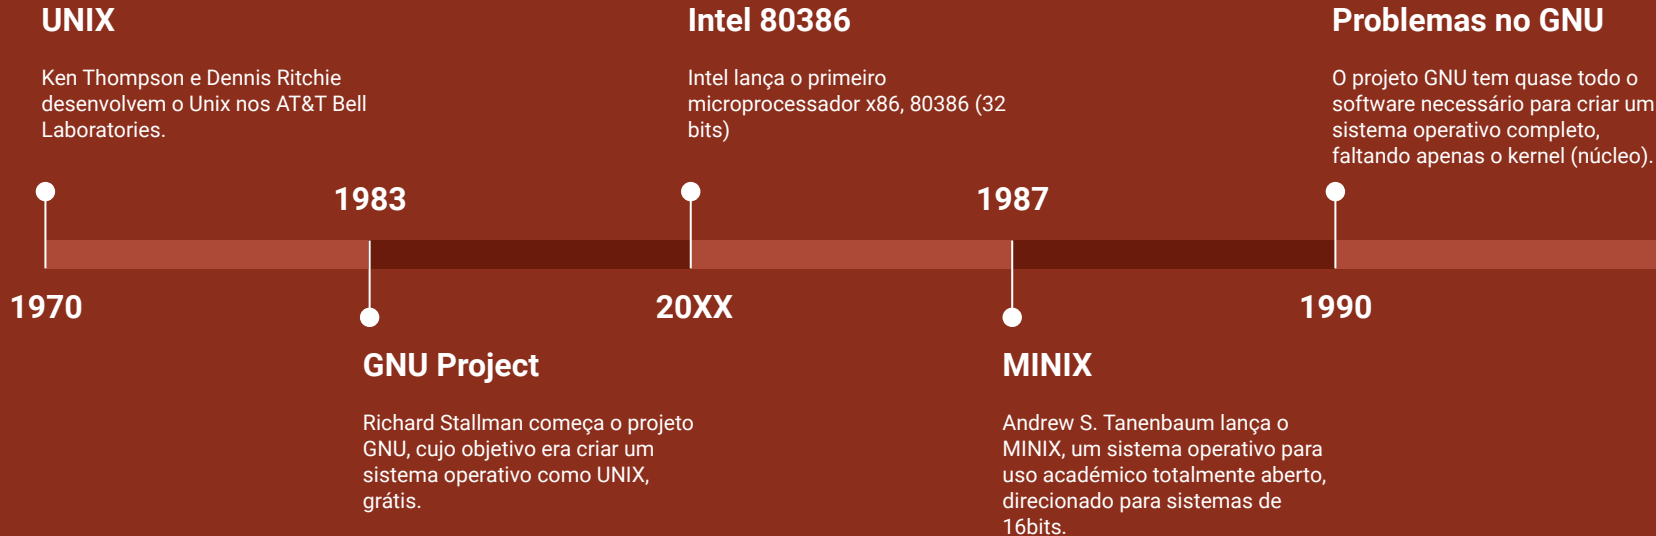 UNIX
Ken Thompson e Dennis Ritchie
desenvolvem o Unix nos AT&T Bell
Laboratories.
1970
1983
GNU Project
Richard Stallman começa o projeto
GNU, cujo objetivo era criar um
sistema operativo como UNIX,
grátis.
Intel 80386
Intel lança o primeiro
microprocessador x86, 80386 (32
bits)
20XX
1987
MINIX
Andrew S. Tanenbaum lança o
MINIX, um sistema operativo para
uso académico totalmente aberto,
direcionado para sistemas de
16bits.
Problemas no GNU
O projeto GNU tem quase todo o
software necessário para criar um
sistema operativo completo,
faltando apenas o kernel (núcleo).
1990